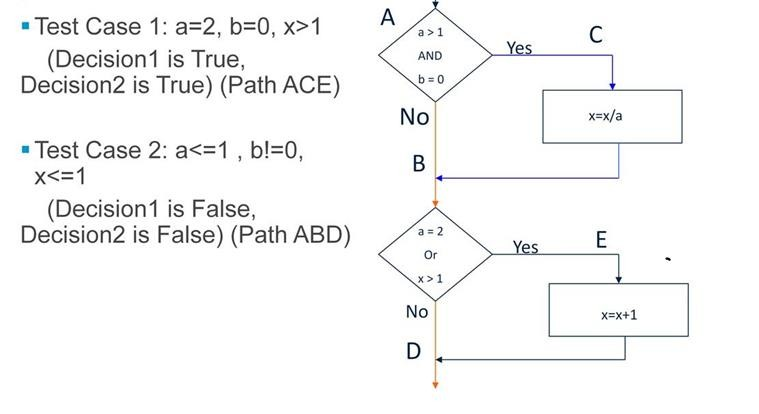 ▪ Test Case 1: a=2, b=0, x>1
(Decision1 is True,
Decision2 is True) (Path ACE)
▪ Test Case 2: a<=1 , b!=0,
x<=1
(Decision1 is False,
Decision2 is False) (Path ABD)
A
a > 1
AND
b = 0
Yes
C
x=x/a
No
B
a = 2
Or
x > 1
Yes
E
x=x+1
No
D